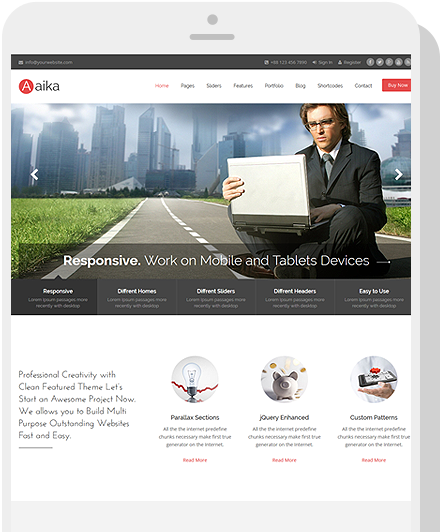 info@yourwebsite.com +88 123 456 7890 Sign In Register
Aaika
Home Pages Sliders Features Portfolio Blog Shortcodes Contact Buy Now
Responsive. Work on Mobile and Tablets Devices
Responsive Diffrent Homes Diffrent Sliders Diffrent Headers Easy to Use
Lorem Ipsum passages more Lorem Ipsum passages more Lorem Ipsum passages more Lorem Ipsum passages more Lorem Ipsum passages more
recently with desktop recently with desktop recently with desktop recently with desktop recently with desktop
Professional Creativity with
Clean Featured Theme Let's
Start an Awesome Project Now.
We allows you to Build Multi
Purpose Outstanding Websites
Fast and Easy.
Parallax Sections
All the the internet predefine
chunks necessary make first true
generator on the Internet.
Read More
jQuery Enhanced
All the the internet predefine
chunks necessary make first true
generator on the Internet.
Read More
Custom Patterns
All the the internet predefine
chunks necessary make first true
generator on the Internet.
Read More